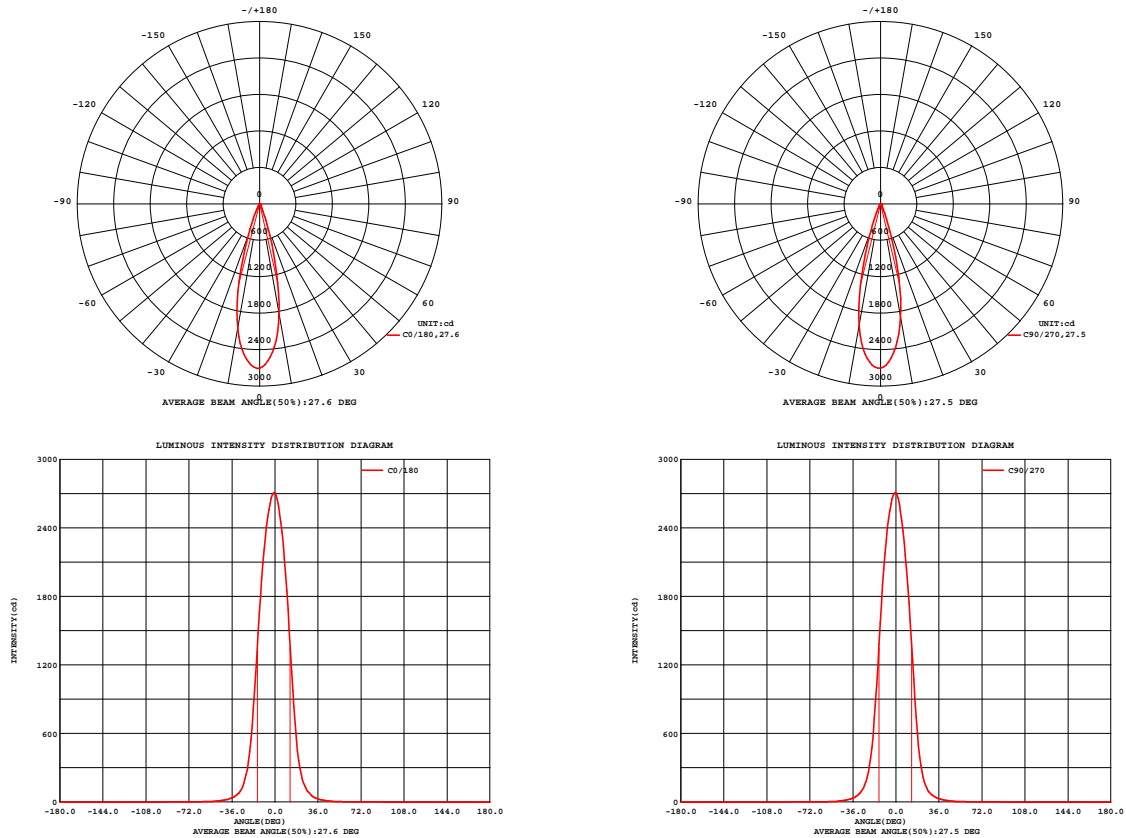 -/+180
-150
150
-120
120
-90
90
0
600
1200
-60
60
1800
UNIT:cd
C0/180,27.6
2400
-30
30
3000
0
AVERAGE BEAM ANGLE(50%):27.6 DEG
-/+180
-150
150
-120
120
-90
90
0
600
1200
-60
60
1800
UNIT:cd
C90/270,27.5
2400
-30
30
3000
0
AVERAGE BEAM ANGLE(50%):27.5 DEG
LUMINOUS INTENSITY DISTRIBUTION DIAGRAM
3000
C0/180
2400
1800
INTENSITY(cd)
1200
600
0
-180.0 -144.0 -108.0 -72.0 -36.0 0.0 36.0 72.0 108.0 144.0 180.0
ANGLE(DEG)
AVERAGE BEAM ANGLE(50%):27.6 DEG
LUMINOUS INTENSITY DISTRIBUTION DIAGRAM
3000
C90/270
2400
1800
INTENSITY(cd)
1200
600
0
-180.0 -144.0 -108.0 -72.0 -36.0 0.0 36.0 72.0 108.0 144.0 180.0
ANGLE(DEG)
AVERAGE BEAM ANGLE(50%):27.5 DEG